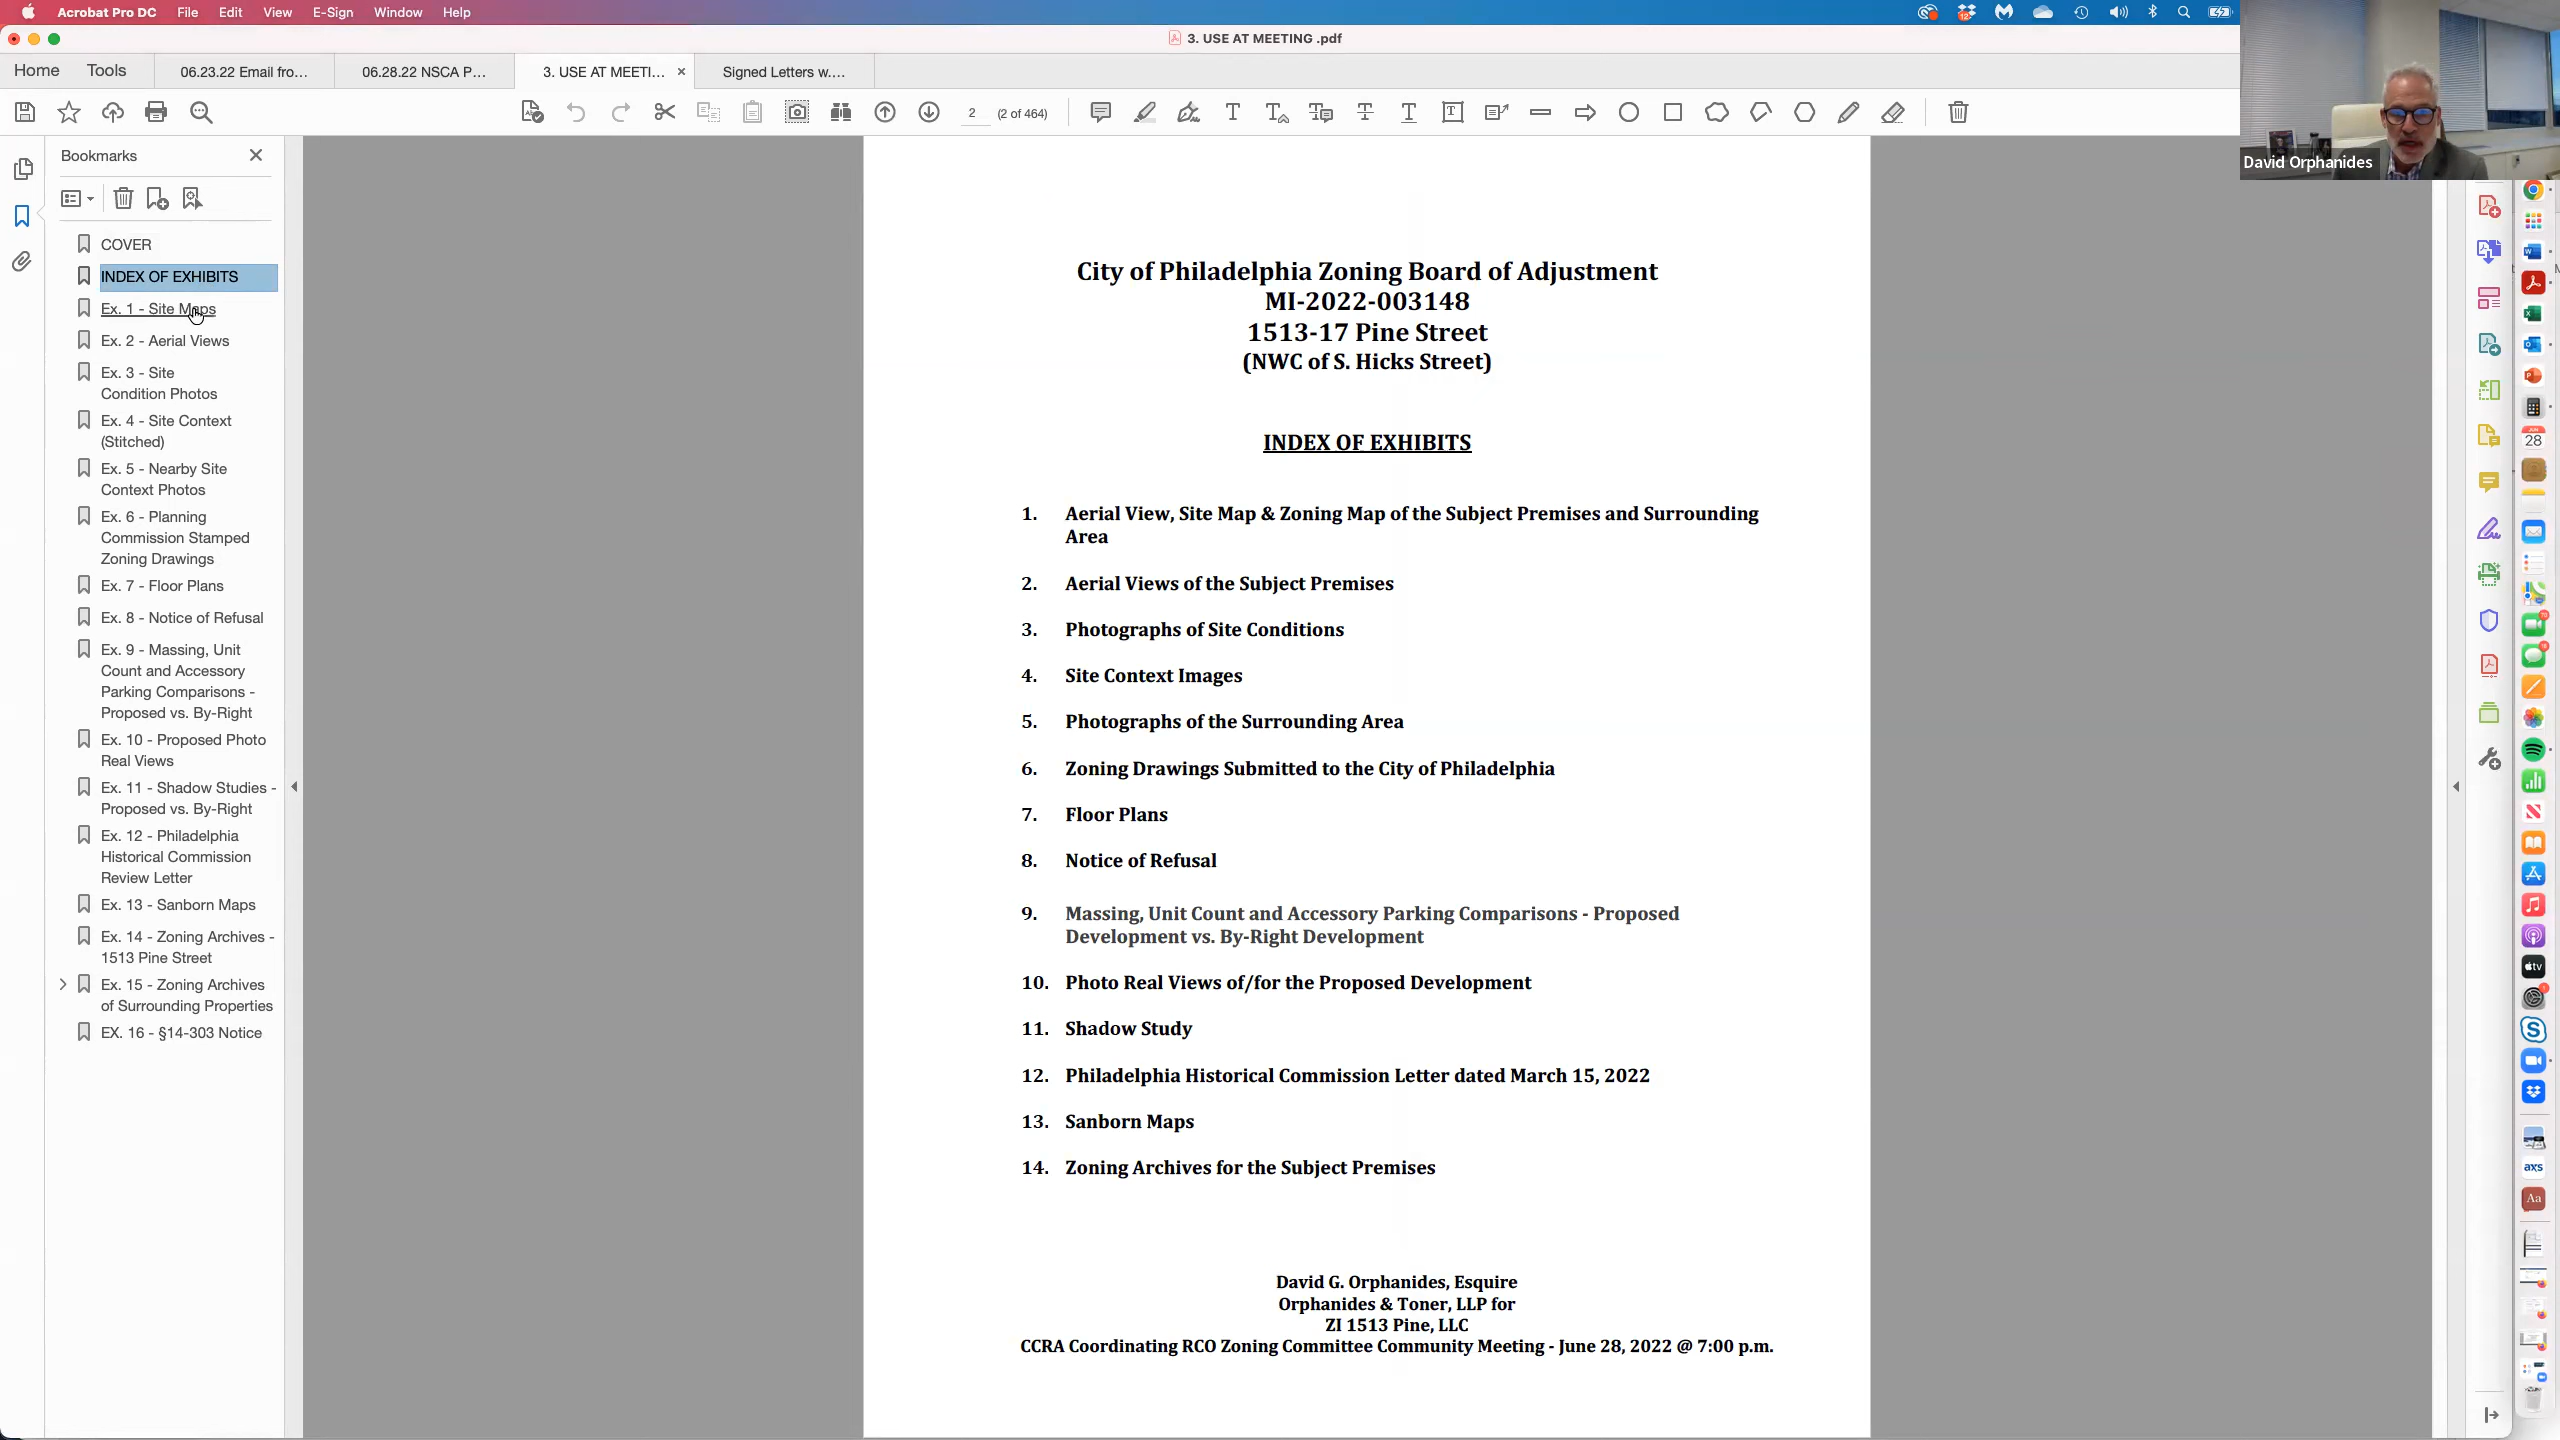 Acrobat Pro DC File Edit View E-Sign Window Help
3. USE AT MEETING .pdf
Home Tools 06.23.22 Email fro... 06.28.22 NSCA P... 3. USE AT MEETI... Signed Letters w....
2 (2 of 464)
David Orphanides
Bookmarks
COVER
INDEX OF EXHIBITS
Ex. 1 - Site Maps
Ex. 2 - Aerial Views
Ex. 3 - Site
Condition Photos
Ex. 4 - Site Context
(Stitched)
Ex. 5 - Nearby Site
Context Photos
Ex. 6 - Planning
Commission Stamped
Zoning Drawings
Ex. 7 - Floor Plans
Ex. 8 - Notice of Refusal
Ex. 9 - Massing, Unit
Count and Accessory
Parking Comparisons -
Proposed vs. By-Right
Ex. 10 - Proposed Photo
Real Views
Ex. 11 - Shadow Studies -
Proposed vs. By-Right
Ex. 12 - Philadelphia
Historical Commission
Review Letter
Ex. 13 - Sanborn Maps
Ex. 14 - Zoning Archives -
1513 Pine Street
Ex. 15 - Zoning Archives
of Surrounding Properties
EX. 16 - §14-303 Notice
City of Philadelphia Zoning Board of Adjustment
MI-2022-003148
1513-17 Pine Street
(NWC of S. Hicks Street)
INDEX OF EXHIBITS
1. Aerial View, Site Map & Zoning Map of the Subject Premises and Surrounding
Area
2. Aerial Views of the Subject Premises
3. Photographs of Site Conditions
4. Site Context Images
5. Photographs of the Surrounding Area
6. Zoning Drawings Submitted to the City of Philadelphia
7. Floor Plans
8. Notice of Refusal
9. Massing, Unit Count and Accessory Parking Comparisons - Proposed
Development vs. By-Right Development
10. Photo Real Views of/for the Proposed Development
11. Shadow Study
12. Philadelphia Historical Commission Letter dated March 15, 2022
13. Sanborn Maps
14. Zoning Archives for the Subject Premises
David G. Orphanides, Esquire
Orphanides & Toner, LLP for
ZI 1513 Pine, LLC
CCRA Coordinating RCO Zoning Committee Community Meeting - June 28, 2022 @ 7:00 p.m.
JUN
28
tv
axs
Aa